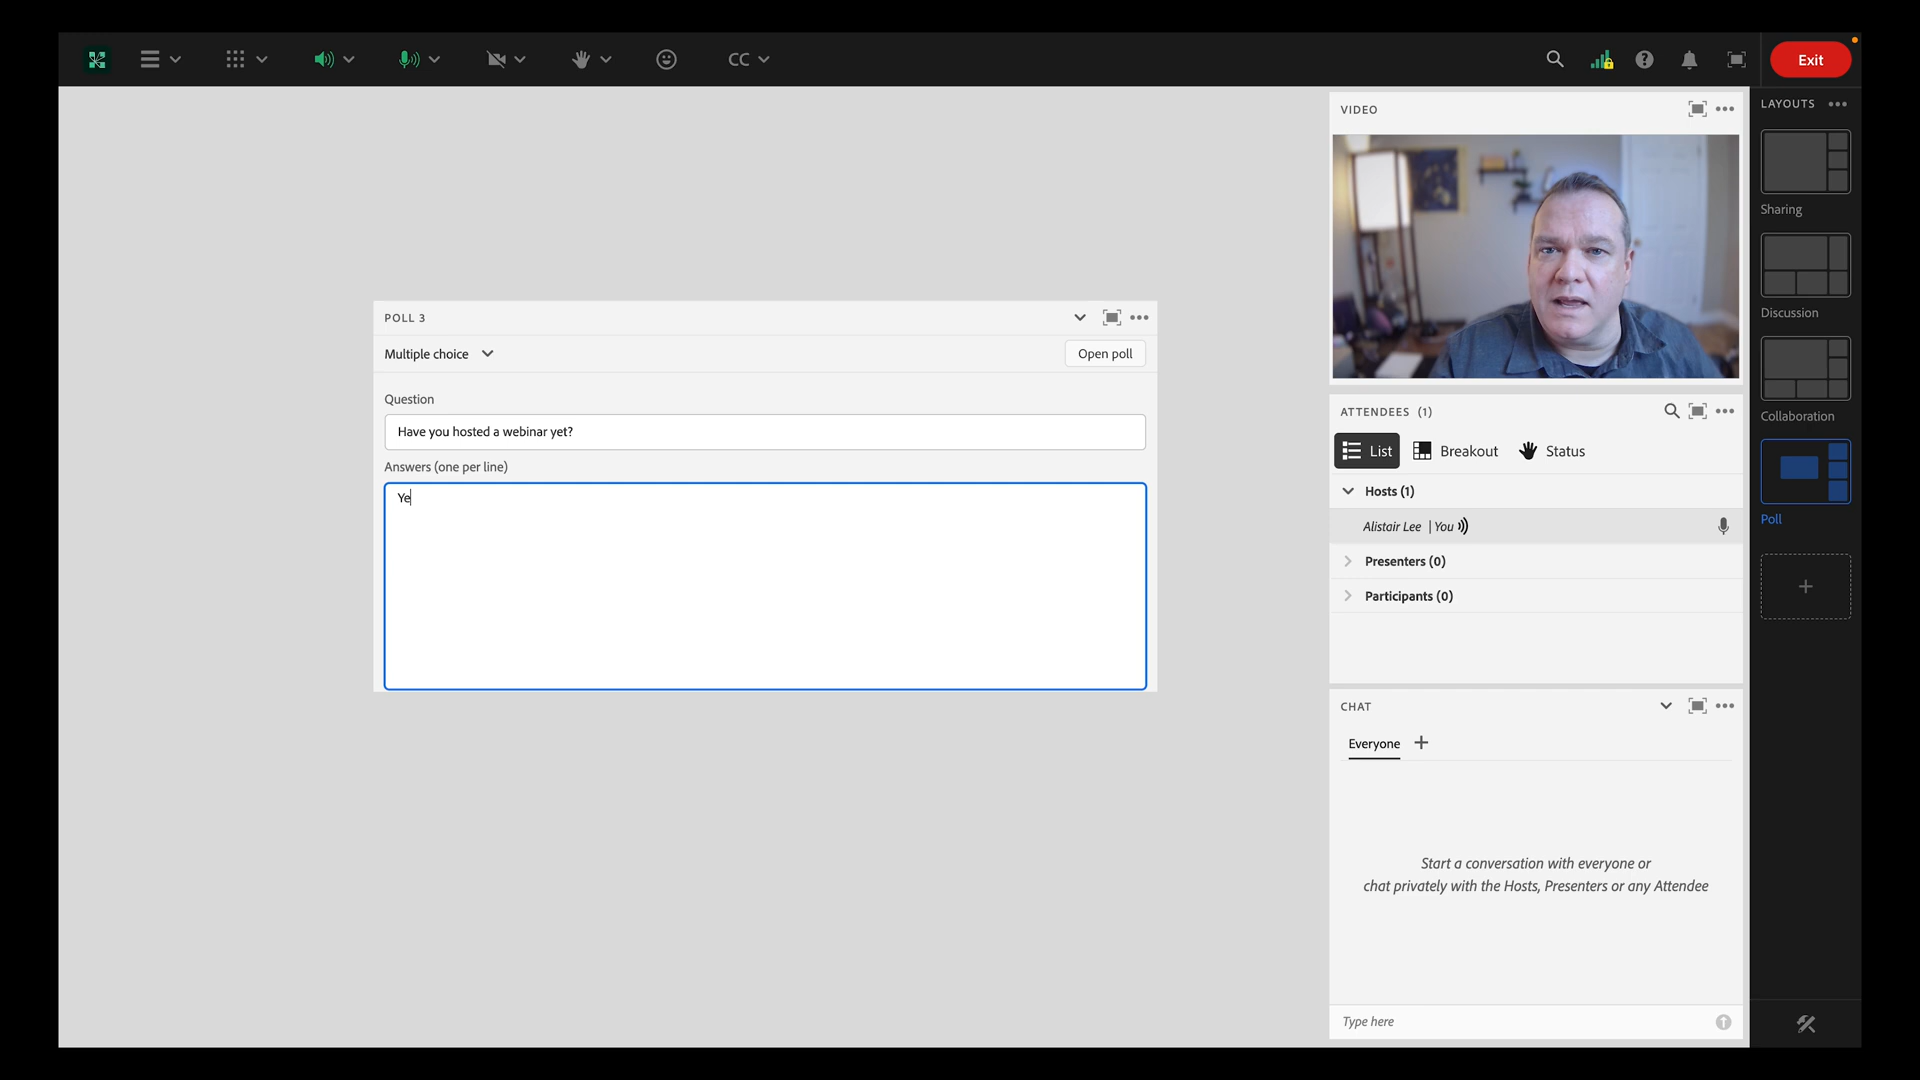 CC
Exit
POLL 3
Multiple choice
Open poll
Question
Have you hosted a webinar yet?
Answers (one per line)
Ye
VIDEO
ATTENDEES (1)
List
Breakout
Status
Hosts (1)
Alistair Lee | You
Presenters (0)
Participants (0)
CHAT
Everyone
Start a conversation with everyone or
chat privately with the Hosts, Presenters or any Attendee
Type here
LAYOUTS
Sharing
Discussion
Collaboration
Poll